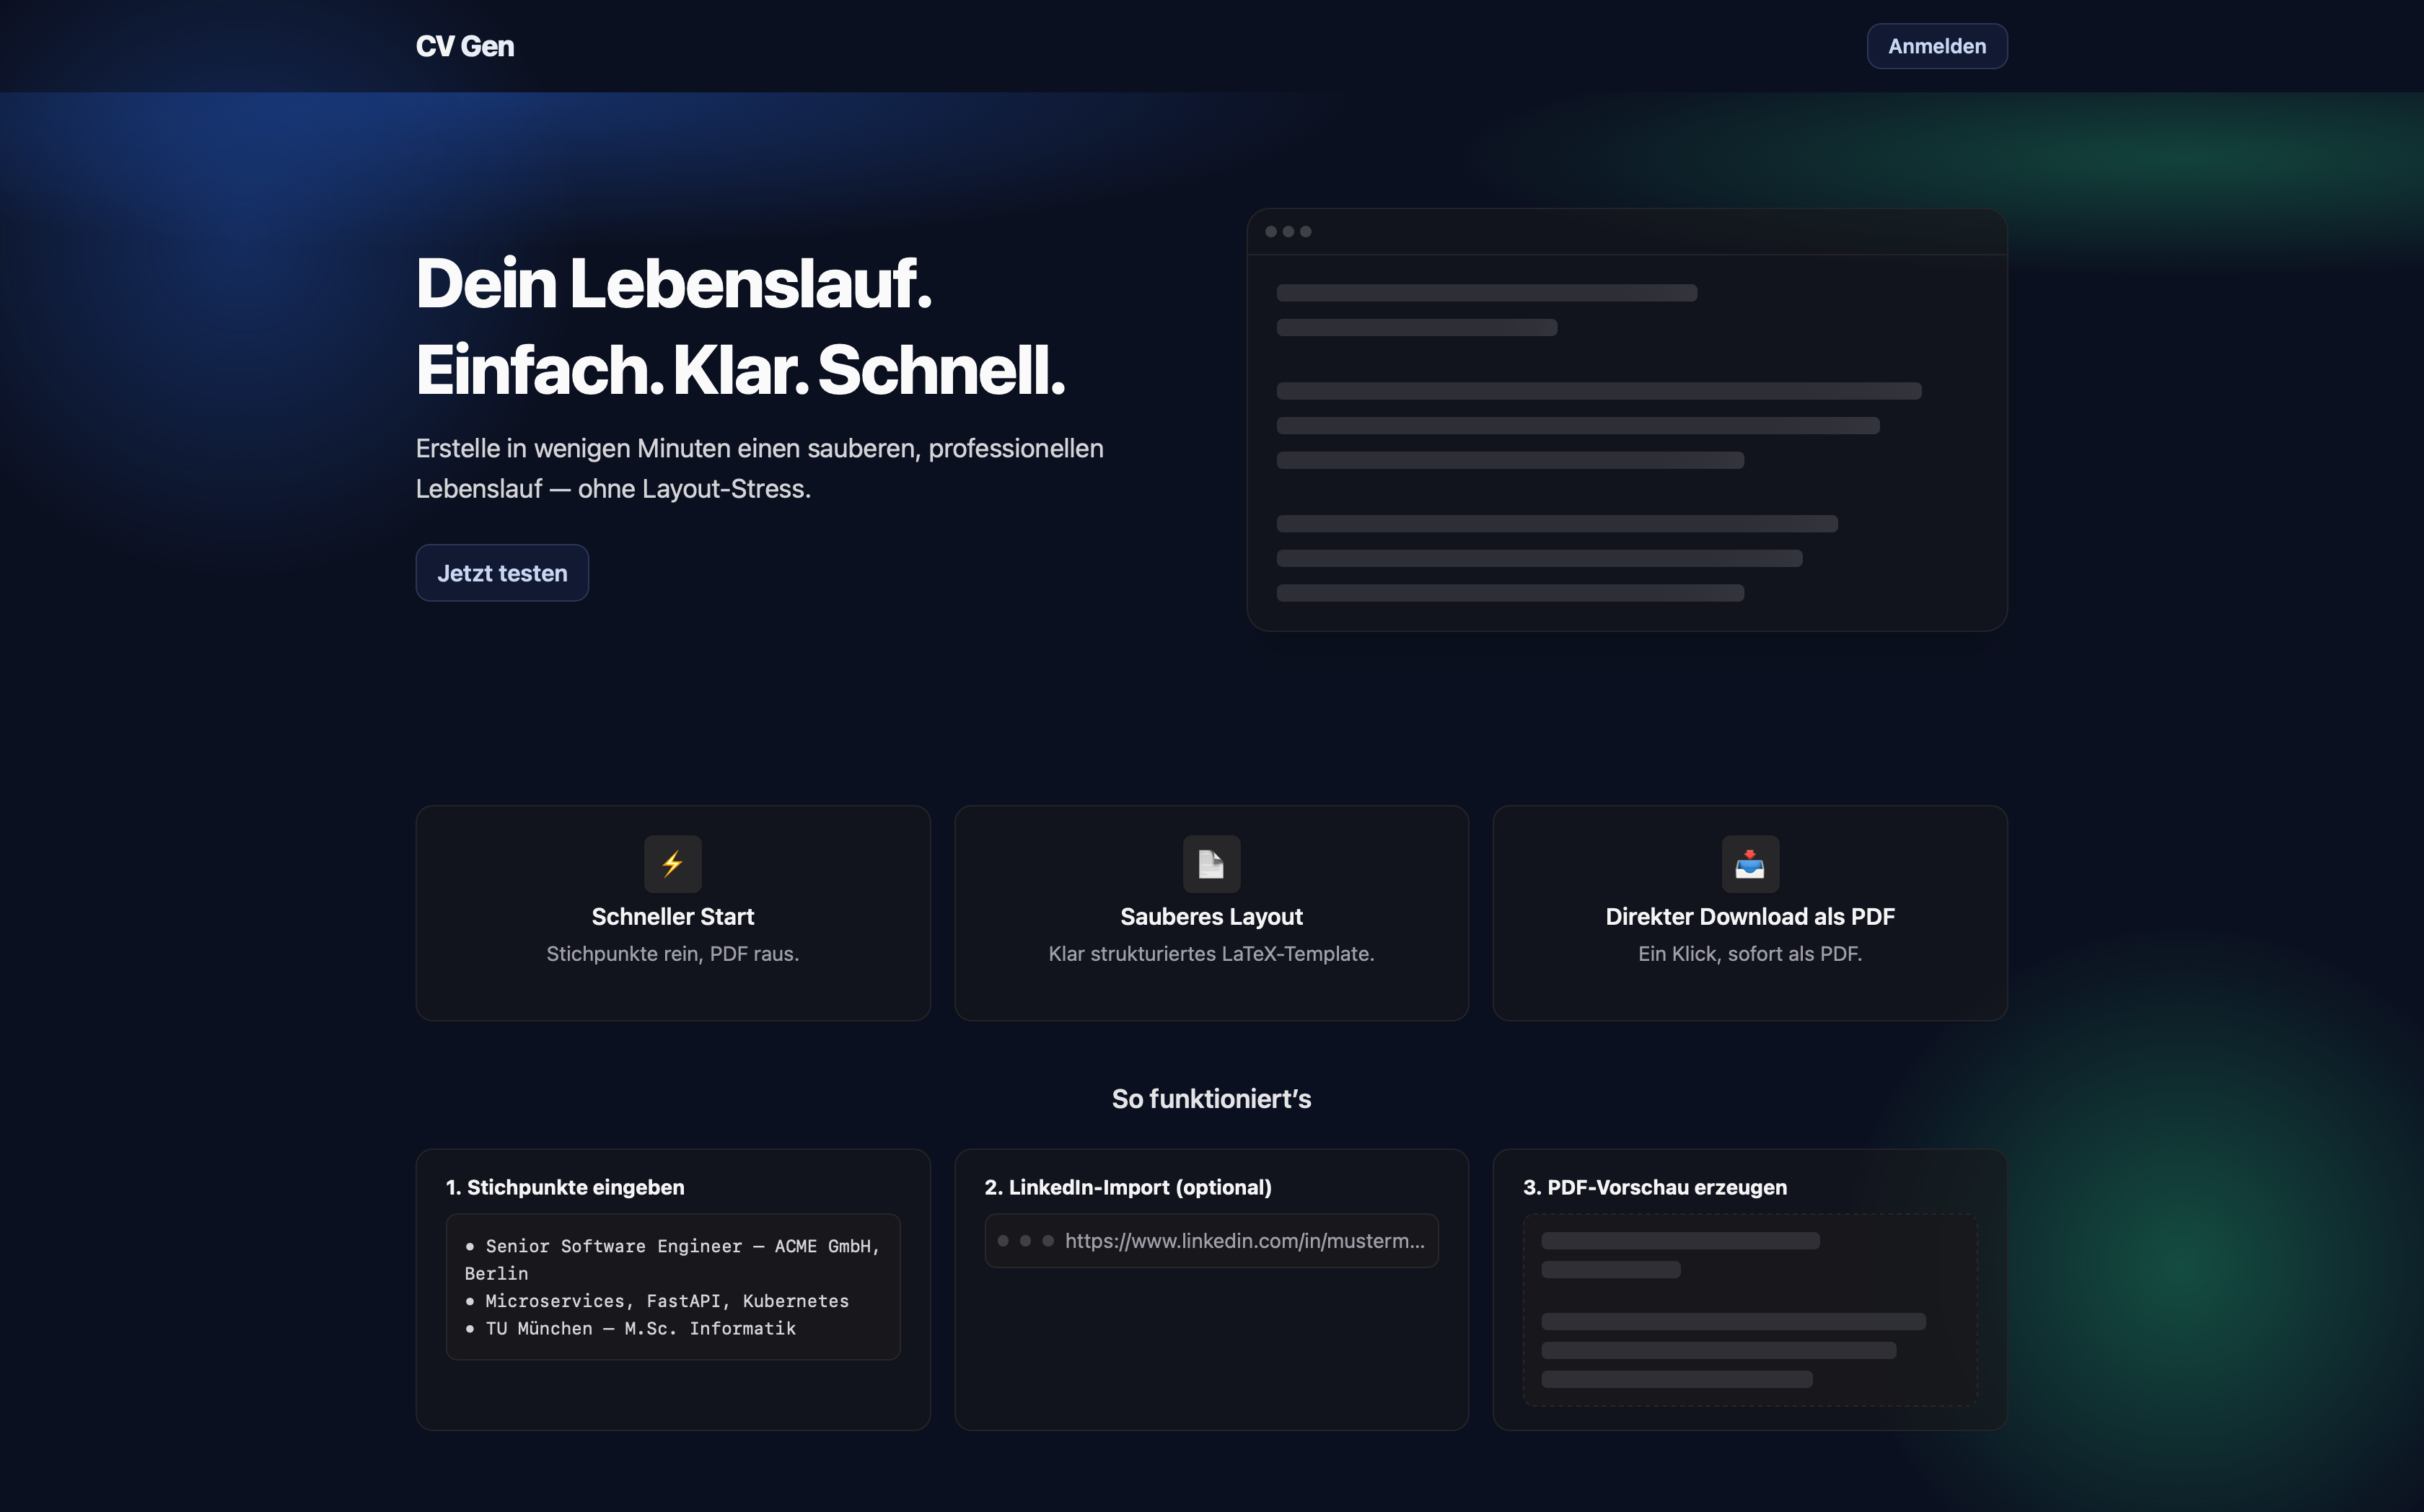 CV Gen
Anmelden
Dein Lebenslauf.
Einfach. Klar. Schnell.
Erstelle in wenigen Minuten einen sauberen, professionellen
Lebenslauf — ohne Layout-Stress.
Jetzt testen
Schneller Start
Stichpunkte rein, PDF raus.
Sauberes Layout
Klar strukturiertes LaTeX-Template.
Direkter Download als PDF
Ein Klick, sofort als PDF.
So funktioniert’s
1. Stichpunkte eingeben
• Senior Software Engineer — ACME GmbH,
Berlin
• Microservices, FastAPI, Kubernetes
• TU München — M.Sc. Informatik
2. LinkedIn-Import (optional)
https://www.linkedin.com/in/musterm...
3. PDF-Vorschau erzeugen